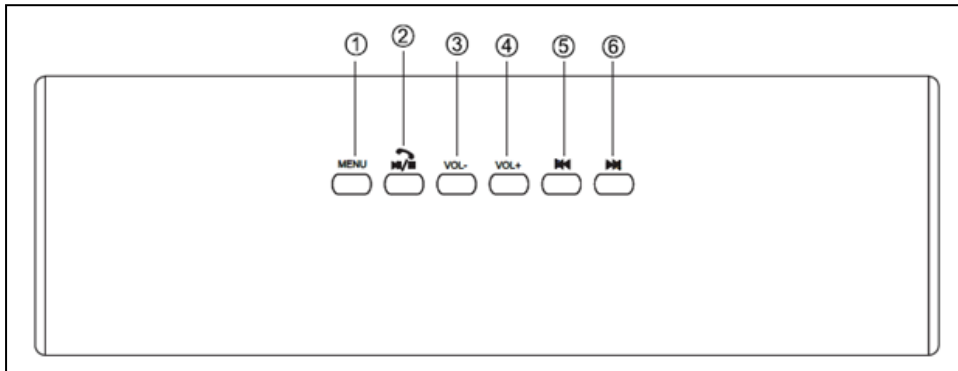 ① ② ③ ④ ⑤ ⑥
MENU ⏯/⏹ VOL- VOL+ ⏮ ⏭